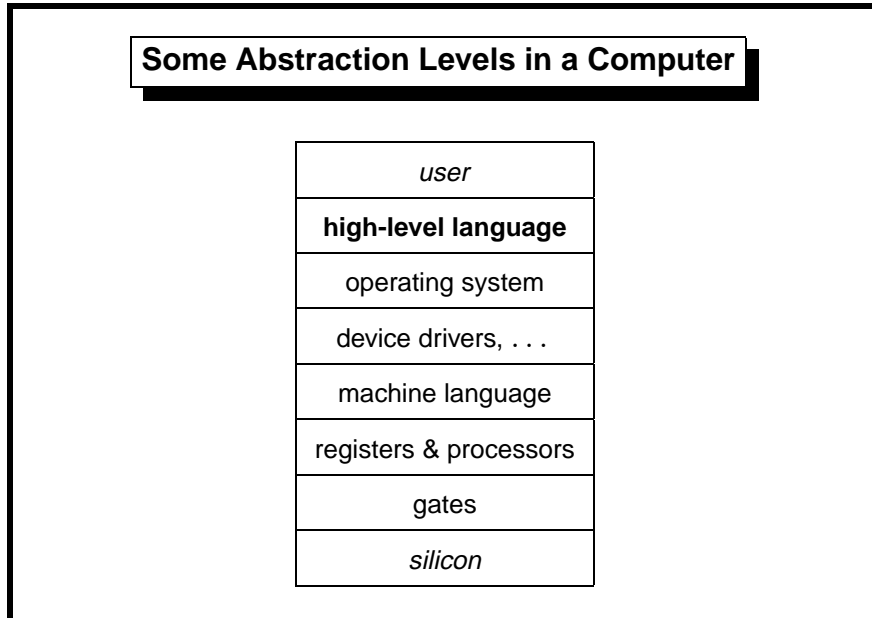 Some Abstraction Levels in a Computer
user
high-level language
operating system
device drivers, . . .
machine language
registers & processors
gates
silicon